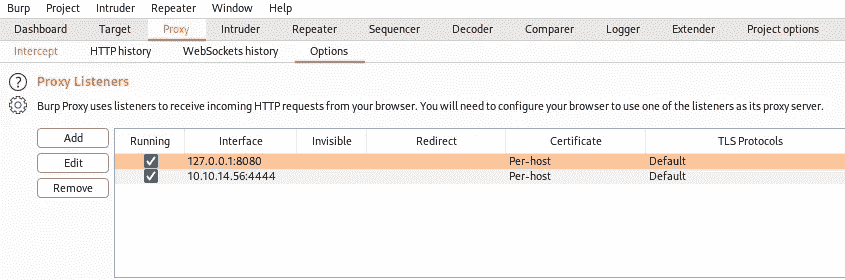 Burp Project Intruder Repeater Window Help
Dashboard Target Proxy Intruder Repeater Sequencer Decoder Comparer Logger Extender Project options
Intercept HTTP history WebSockets history Options
? Proxy Listeners
Burp Proxy uses listeners to receive incoming HTTP requests from your browser. You will need to configure your browser to use one of the listeners as its proxy server.
Add
Edit
Remove
Running Interface Invisible Redirect Certificate TLS Protocols
127.0.0.1:8080 Per-host Default
10.10.14.56:4444 Per-host Default